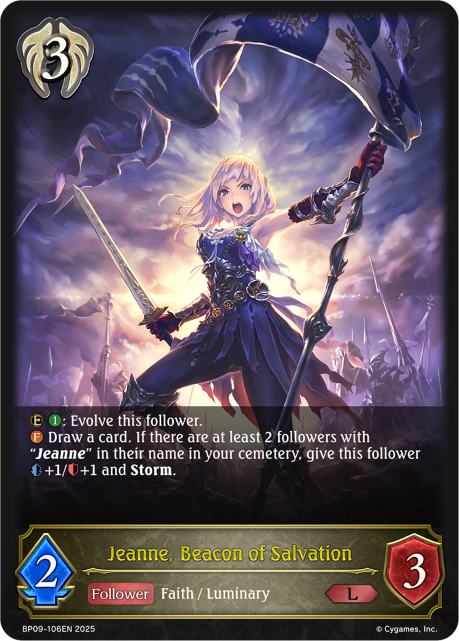 3
E 1: Evolve this follower.
F Draw a card. If there are at least 2 followers with
“Jeanne” in their name in your cemetery, give this follower
+1/+1 and Storm.
Jeanne, Beacon of Salvation
2
Follower Faith / Luminary L
3
BP09-106EN 2025 © Cygames, Inc.